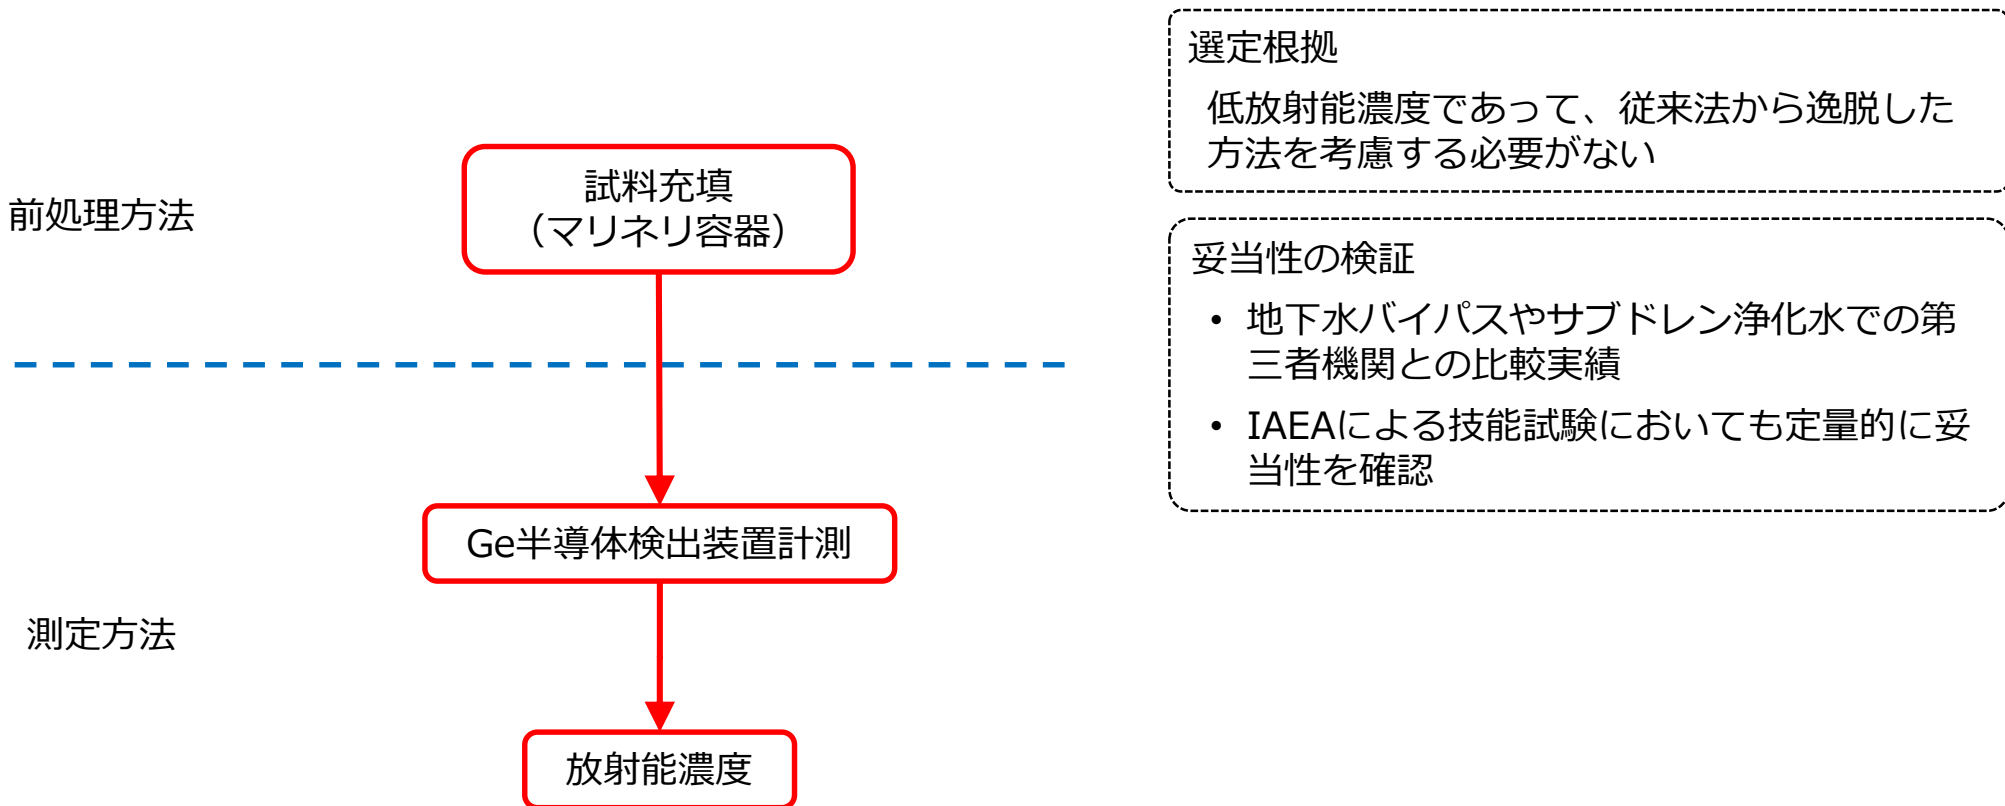 前処理方法
試料充填
（マリネリ容器）
Ge半導体検出装置計測
測定方法
放射能濃度
選定根拠
低放射能濃度であって、従来法から逸脱した
方法を考慮する必要がない
妥当性の検証
• 地下水バイパスやサブドレン浄化水での第
三者機関との比較実績
• IAEAによる技能試験においても定量的に妥
当性を確認